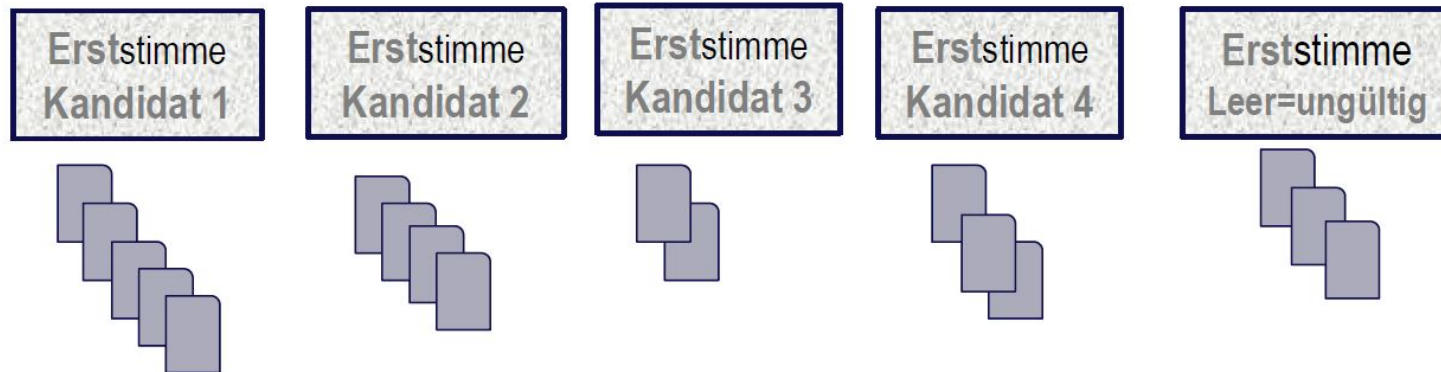 Erststimme
Kandidat 1
Erststimme
Kandidat 2
Erststimme
Kandidat 3
Erststimme
Kandidat 4
Erststimme
Leer=ungültig